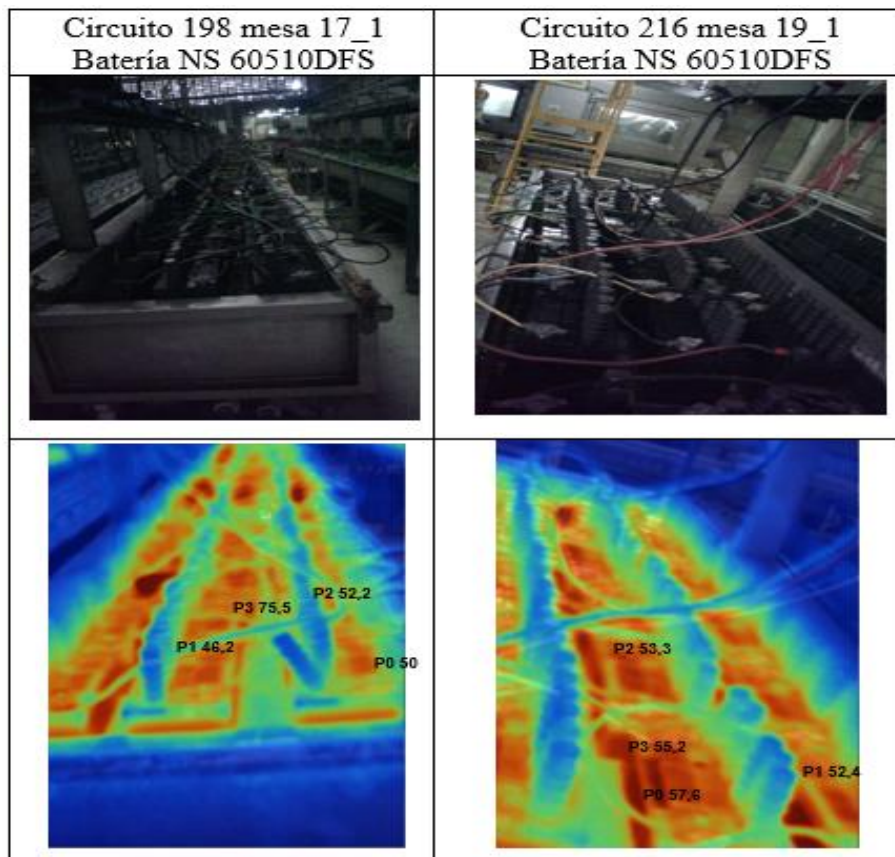 Circuito 198 mesa 17_1
Batería NS 60510DFS
Circuito 216 mesa 19_1
Batería NS 60510DFS
P2 52,2
P3 75,5
P1 46,2
P0 50
P2 53,3
P3 55,2
P1 52,4
P0 57,6